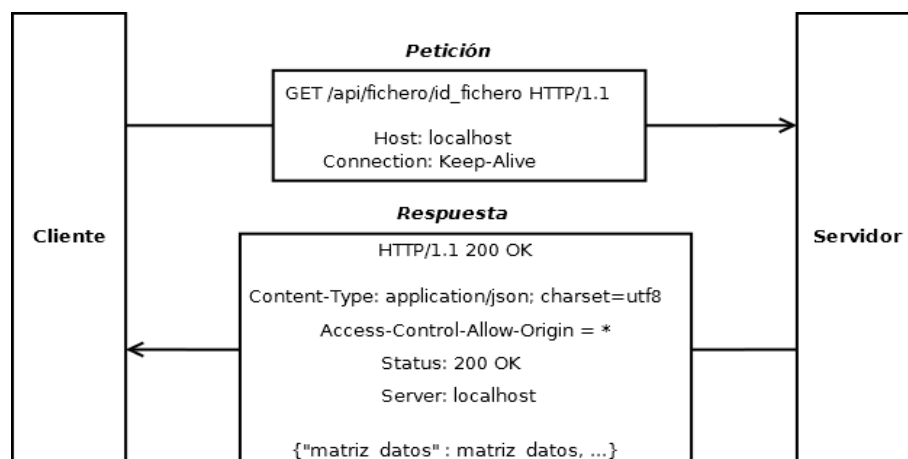 Petición
GET /api/fichero/id_fichero HTTP/1.1
Host: localhost
Connection: Keep-Alive
Cliente
Servidor
Respuesta
HTTP/1.1 200 OK
Content-Type: application/json; charset=utf8
Access-Control-Allow-Origin = *
Status: 200 OK
Server: localhost
{"matriz_datos" : matriz_datos, ...}